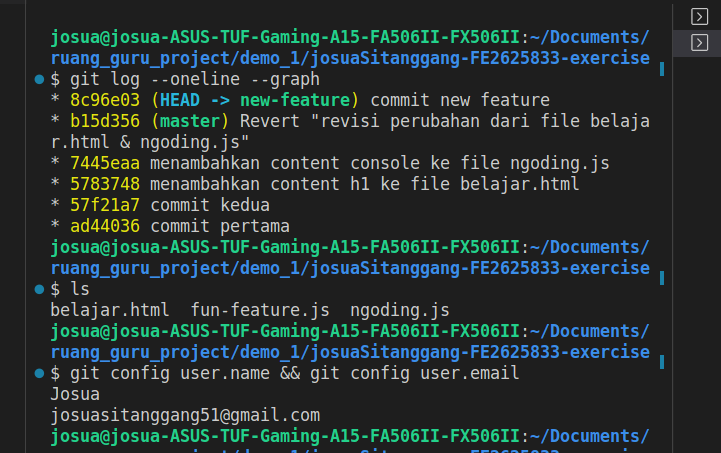 josua@josua-ASUS-TUF-Gaming-A15-FA506II-FX506II:~/Documents/
ruang_guru_project/demo_1/josuaSitanggang-FE2625833-exercise
$ git log --oneline --graph
* 8c96e03 (HEAD -> new-feature) commit new feature
* b15d356 (master) Revert "revisi perubahan dari file belaja
r.html & ngoding.js"
* 7445eaa menambahkan content console ke file ngoding.js
* 5783748 menambahkan content h1 ke file belajar.html
* 57f21a7 commit kedua
* ad44036 commit pertama
josua@josua-ASUS-TUF-Gaming-A15-FA506II-FX506II:~/Documents/
ruang_guru_project/demo_1/josuaSitanggang-FE2625833-exercise
$ ls
belajar.html  fun-feature.js  ngoding.js
josua@josua-ASUS-TUF-Gaming-A15-FA506II-FX506II:~/Documents/
ruang_guru_project/demo_1/josuaSitanggang-FE2625833-exercise
$ git config user.name && git config user.email
Josua
josuasitanggang51@gmail.com
josua@josua-ASUS-TUF-Gaming-A15-FA506II-FX506II:~/Documents/
ruang_guru_project/demo_1/josuaSitanggang-FE2625833-exercise